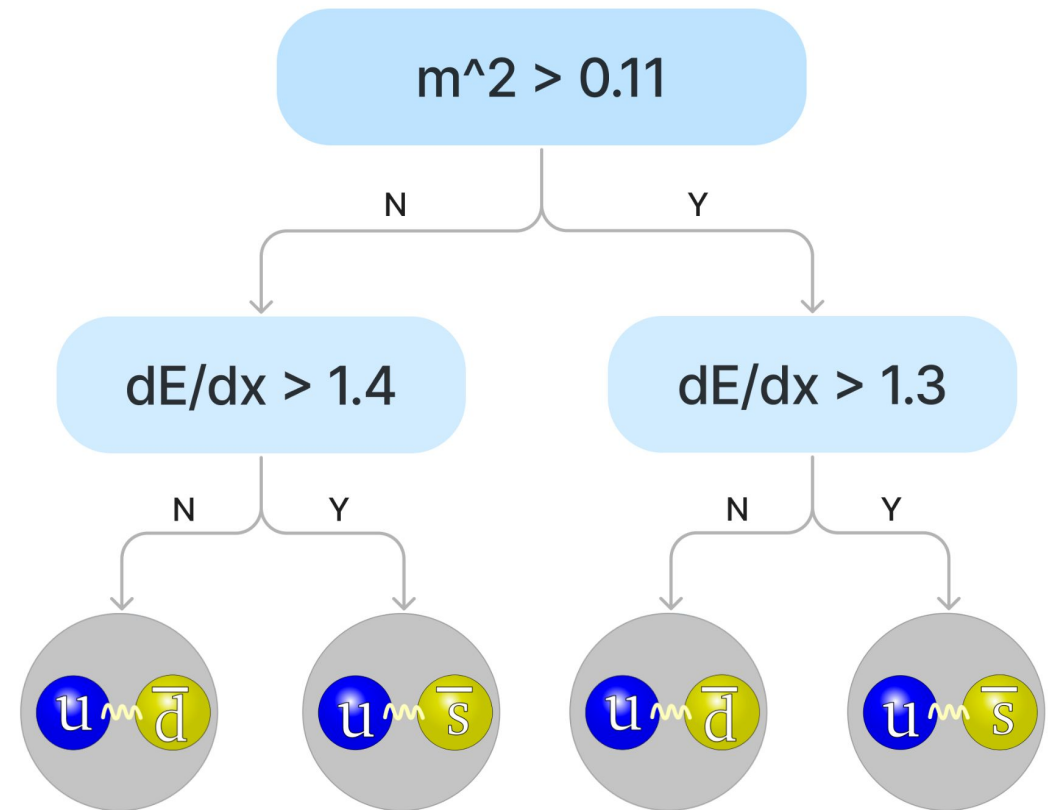 m^2 > 0.11
N Y
dE/dx > 1.4 dE/dx > 1.3
N Y N Y
u d̅ u s̅ u d̅ u s̅